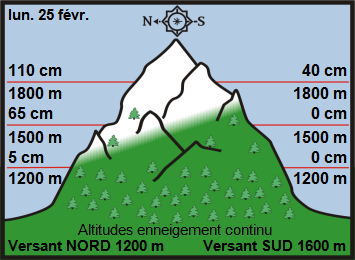 lun. 25 févr.
N S
110 cm 40 cm
1800 m 1800 m
65 cm 0 cm
1500 m 1500 m
5 cm 0 cm
1200 m 1200 m
Altitudes enneigement continu
Versant NORD 1200 m Versant SUD 1600 m